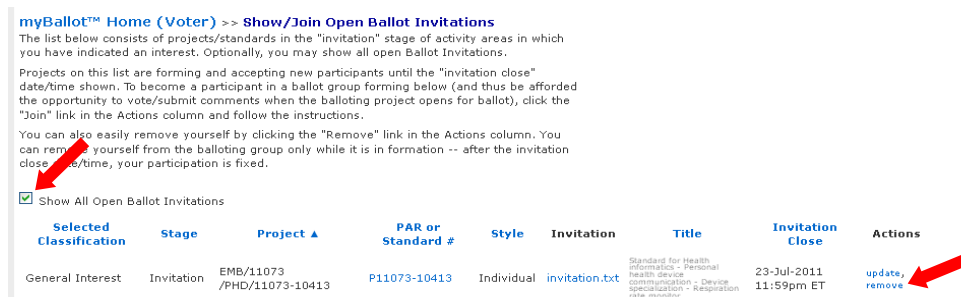 myBallot™ Home (Voter) >> Show/Join Open Ballot Invitations
The list below consists of projects/standards in the "invitation" stage of activity areas in which
you have indicated an interest. Optionally, you may show all open Ballot Invitations.
Projects on this list are forming and accepting new participants until the "invitation close"
date/time shown. To become a participant in a ballot group forming below (and thus be afforded
the opportunity to vote/submit comments when the balloting project opens for ballot), click the
"Join" link in the Actions column and follow the instructions.
You can also easily remove yourself by clicking the "Remove" link in the Actions column. You
can remove yourself from the balloting group only while it is in formation -- after the invitation
close date/time, your participation is fixed.
Show All Open Ballot Invitations
Selected Classification Stage Project ▲ PAR or Standard # Style Invitation Title Invitation Close Actions
General Interest Invitation EMB/11073 /PHD/11073-10413 P11073-10413 Individual invitation.txt Standard for Health informatics - Personal health device communication - Device specialization - Respiration rate monitor 23-Jul-2011 11:59pm ET update, remove